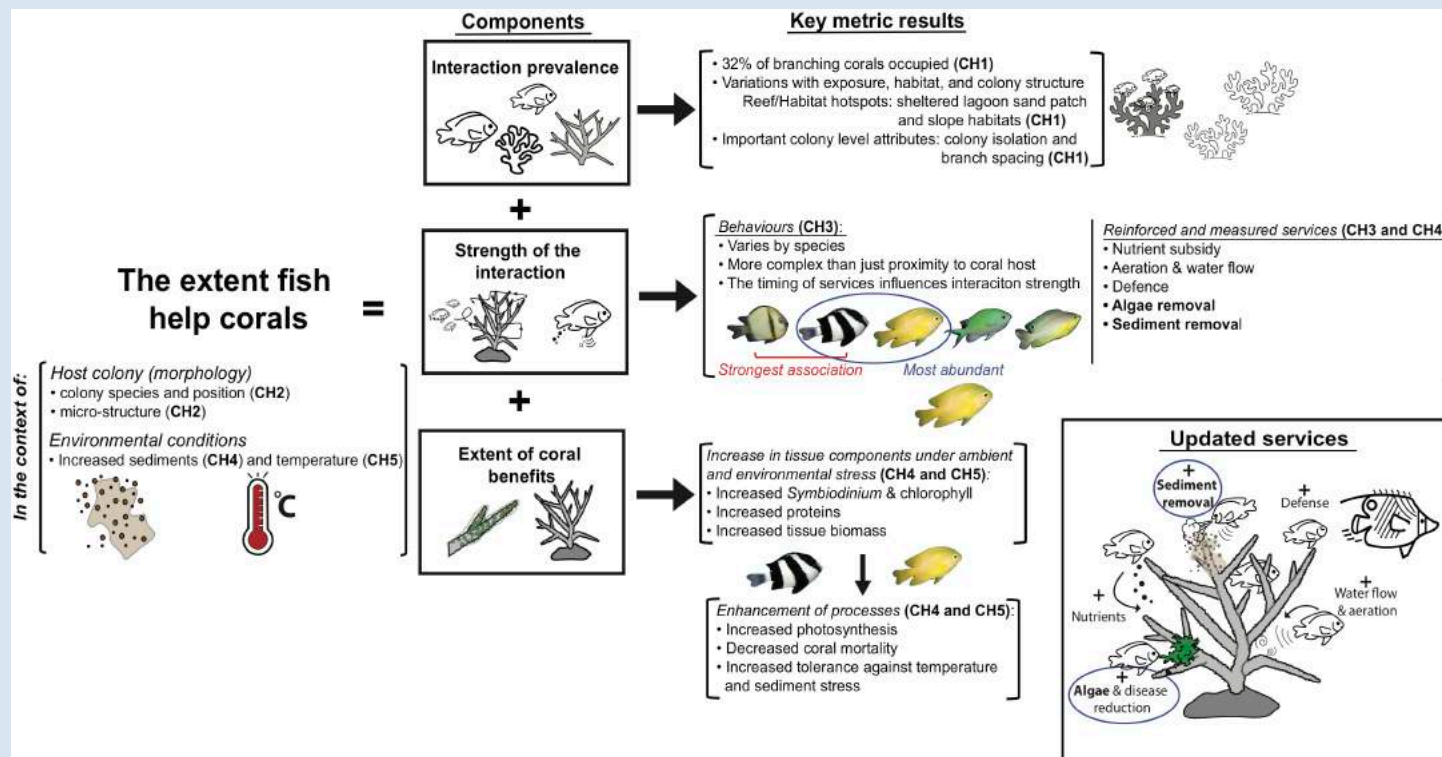 Components
Key metric results
Interaction prevalence
• 32% of branching corals occupied (CH1)
• Variations with exposure, habitat, and colony structure
Reef/Habitat hotspots: sheltered lagoon sand patch
and slope habitats (CH1)
• Important colony level attributes: colony isolation and
branch spacing (CH1)
+
The extent fish
help corals
=
Strength of the
interaction
Behaviours (CH3):
• Varies by species
• More complex than just proximity to coral host
• The timing of services influences interaciton strength
Strongest association
Most abundant
Reinforced and measured services (CH3 and CH4
• Nutrient subsidy
• Aeration & water flow
• Defence
• Algae removal
• Sediment removal
In the context of:
Host colony (morphology)
• colony species and position (CH2)
• micro-structure (CH2)
Environmental conditions
• Increased sediments (CH4) and temperature (CH5)
°C
+
Extent of coral
benefits
Increase in tissue components under ambient
and environmental stress (CH4 and CH5):
• Increased Symbiodinium & chlorophyll
• Increased proteins
• Increased tissue biomass
Enhancement of processes (CH4 and CH5):
• Increased photosynthesis
• Decreased coral mortality
• Increased tolerance against temperature
and sediment stress
Updated services
+
Sediment
removal
+
Defense
+
Nutrients
+
Water flow
& aeration
+
Algae & disease
reduction